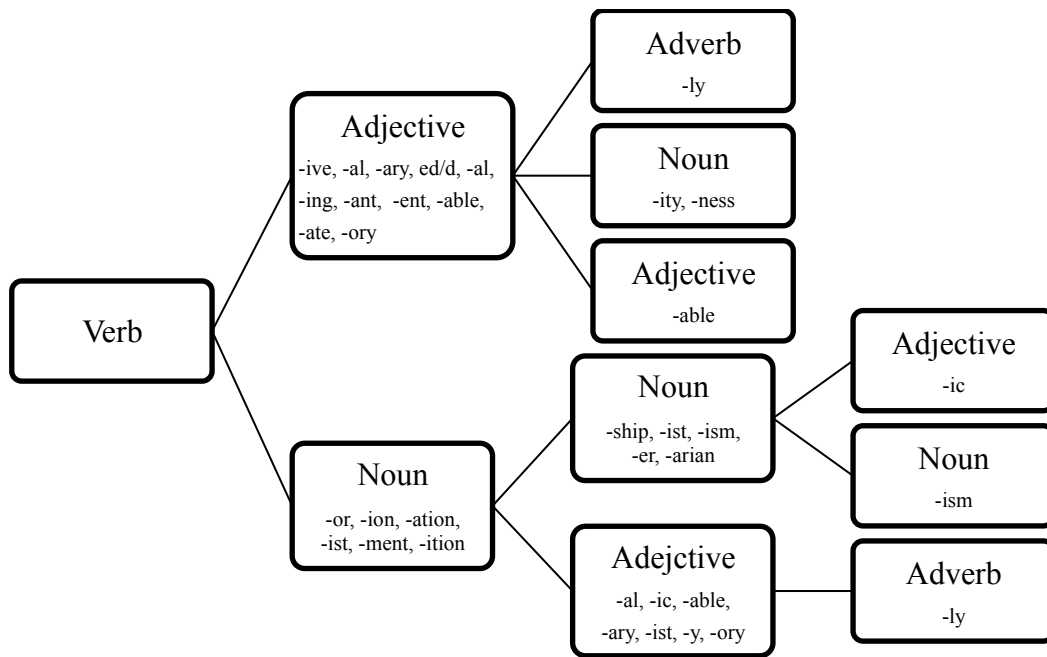 Verb
Adjective
-ive, -al, -ary, ed/d, -al,
-ing, -ant, -ent, -able,
-ate, -ory
Adverb
-ly
Noun
-ity, -ness
Adjective
-able
Noun
-or, -ion, -ation,
-ist, -ment, -ition
Noun
-ship, -ist, -ism,
-er, -arian
Adjective
-ic
Noun
-ism
Adejctive
-al, -ic, -able,
-ary, -ist, -y, -ory
Adverb
-ly